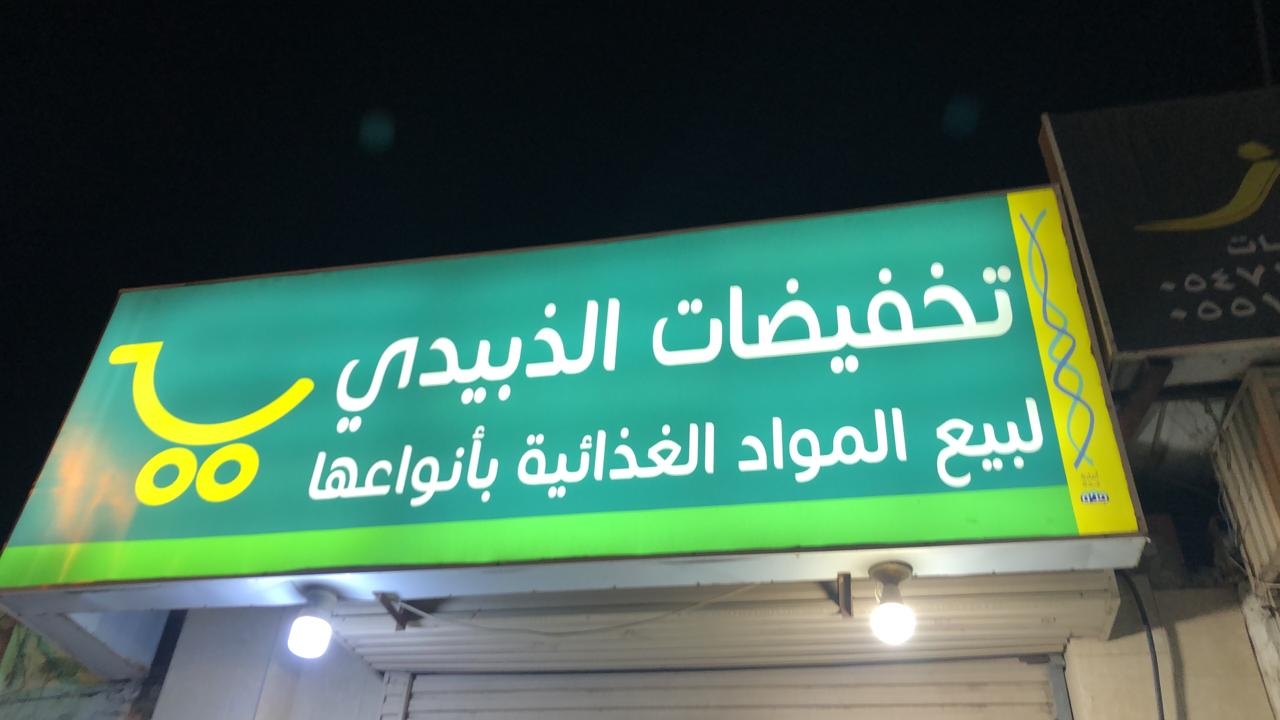 تخفيضات الذبيدي
لبيع المواد الغذائية بأنواعها